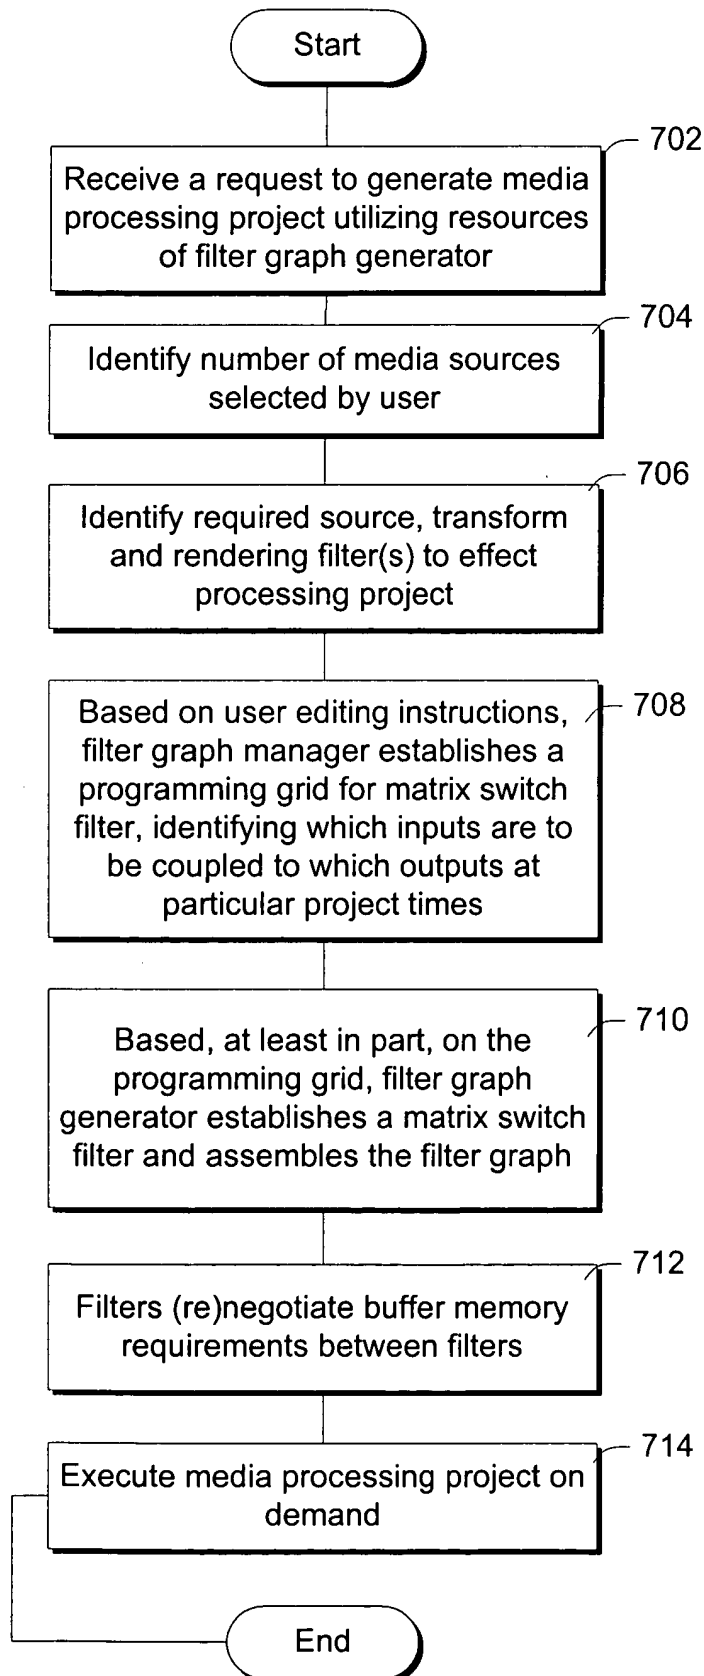 Start
702
Receive a request to generate media
processing project utilizing resources
of filter graph generator
704
Identify number of media sources
selected by user
706
Identify required source, transform
and rendering filter(s) to effect
processing project
708
Based on user editing instructions,
filter graph manager establishes a
programming grid for matrix switch
filter, identifying which inputs are to
be coupled to which outputs at
particular project times
710
Based, at least in part, on the
programming grid, filter graph
generator establishes a matrix switch
filter and assembles the filter graph
712
Filters (re)negotiate buffer memory
requirements between filters
714
Execute media processing project on
demand
End